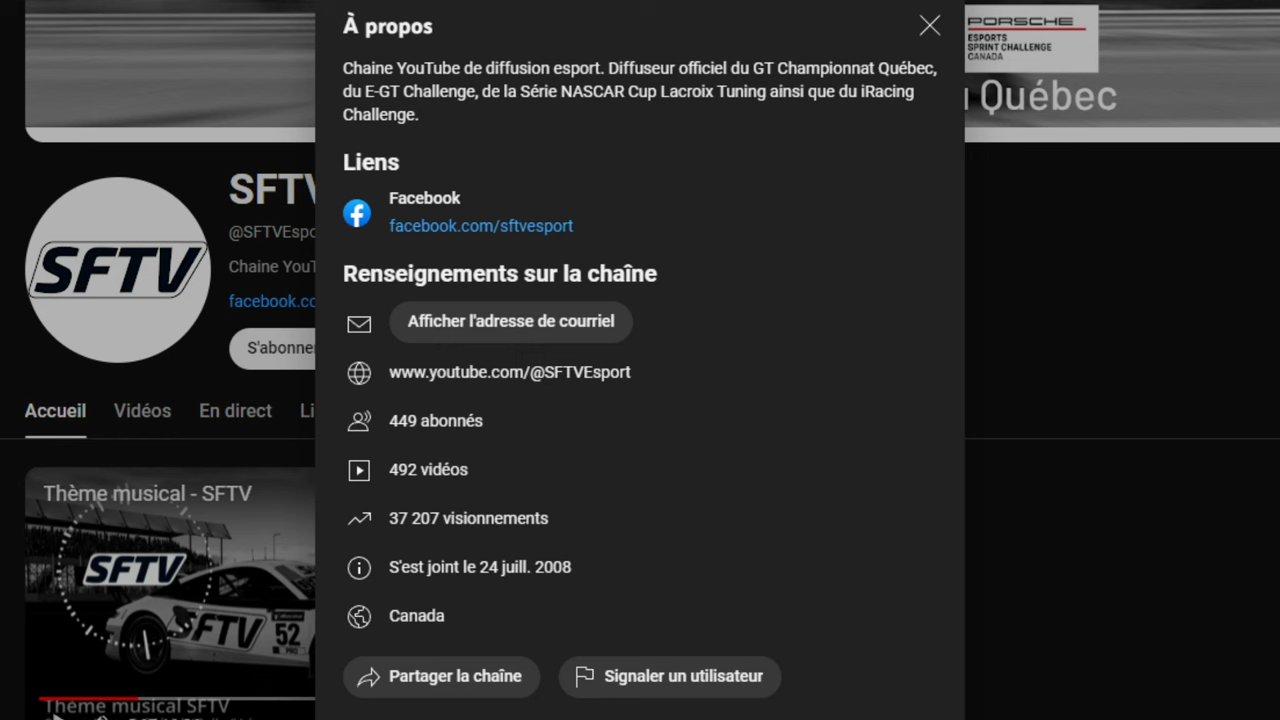 À propos
Chaine YouTube de diffusion esport. Diffuseur officiel du GT Championnat Québec,
du E-GT Challenge, de la Série NASCAR Cup Lacroix Tuning ainsi que du iRacing
Challenge.
Liens
Facebook
facebook.com/sftvesport
Renseignements sur la chaîne
Afficher l'adresse de courriel
www.youtube.com/@SFTVEsport
449 abonnés
492 vidéos
37 207 visionnements
S'est joint le 24 juill. 2008
Canada
Partager la chaîne
Signaler un utilisateur
PORSCHE
ESPORTS
SPRINT CHALLENGE
CANADA
Québec
SFTV
SFTV
@SFTVEspo
Chaine YouT
facebook.co
S'abonne
Accueil
Vidéos
En direct
Li
Thème musical - SFTV
SFTV
SFTV
52
PRO
Thème musical SFTV